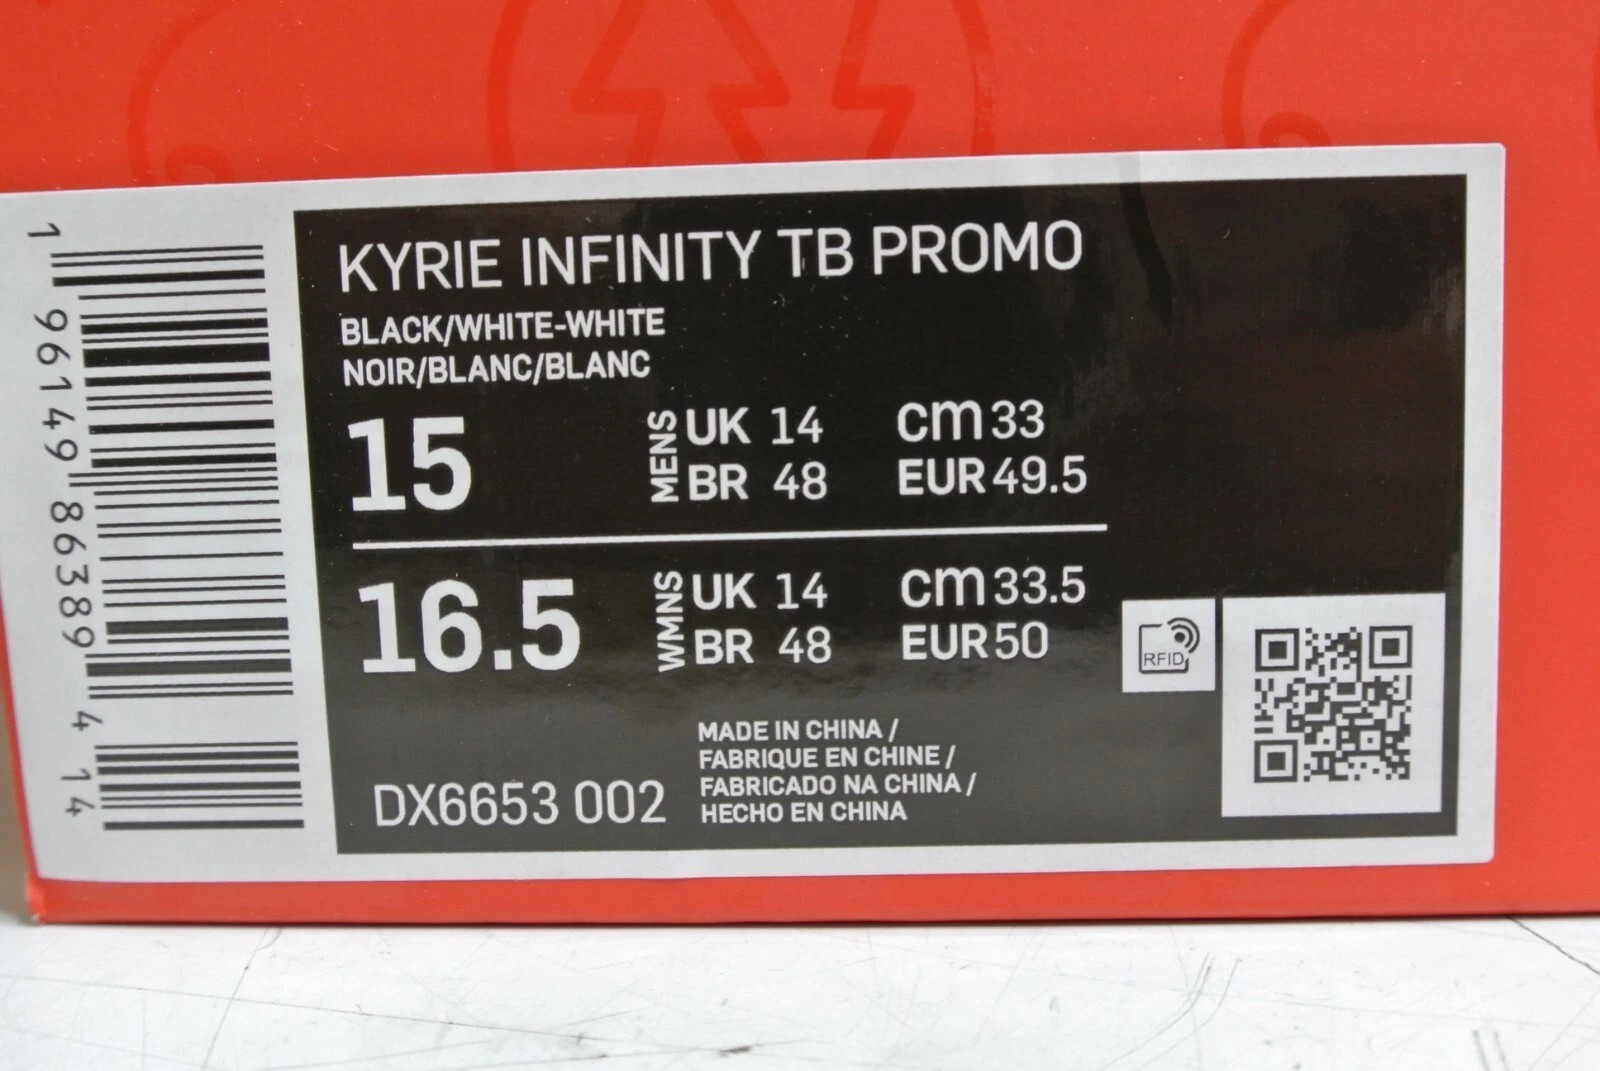 KYRIE INFINITY TB PROMO
BLACK/WHITE-WHITE
NOIR/BLANC/BLANC
15 MENS UK 14 cm 33
BR 48 EUR 49.5
16.5 WMNS UK 14 cm 33.5
BR 48 EUR 50
RFID
MADE IN CHINA /
FABRIQUE EN CHINE /
FABRICADO NA CHINA /
HECHO EN CHINA
DX6653 002
1 96149 86389 4 14